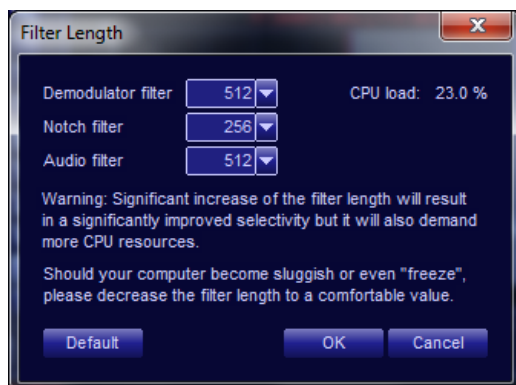 Filter Length
Demodulator filter 512 CPU load: 23.0 %
Notch filter 256
Audio filter 512
Warning: Significant increase of the filter length will result
in a significantly improved selectivity but it will also demand
more CPU resources.
Should your computer become sluggish or even "freeze",
please decrease the filter length to a comfortable value.
Default OK Cancel